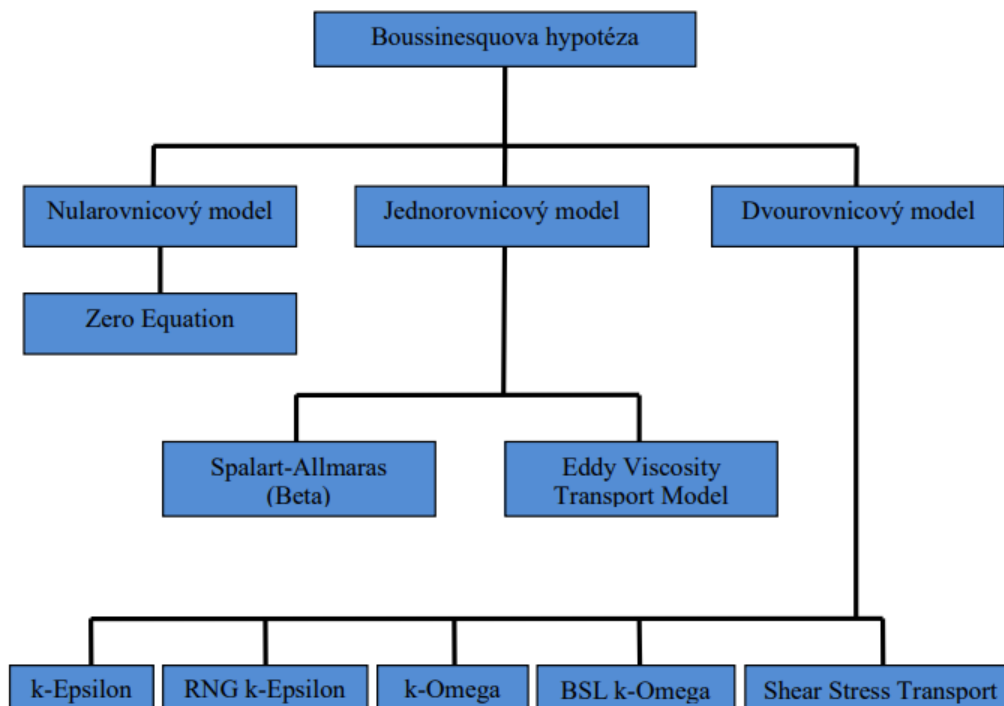 Boussinesquova hypotéza
Nularovnicový model
Jednorovnicový model
Dvourovnicový model
Zero Equation
Spalart-Allmaras
(Beta)
Eddy Viscosity
Transport Model
k-Epsilon
RNG k-Epsilon
k-Omega
BSL k-Omega
Shear Stress Transport